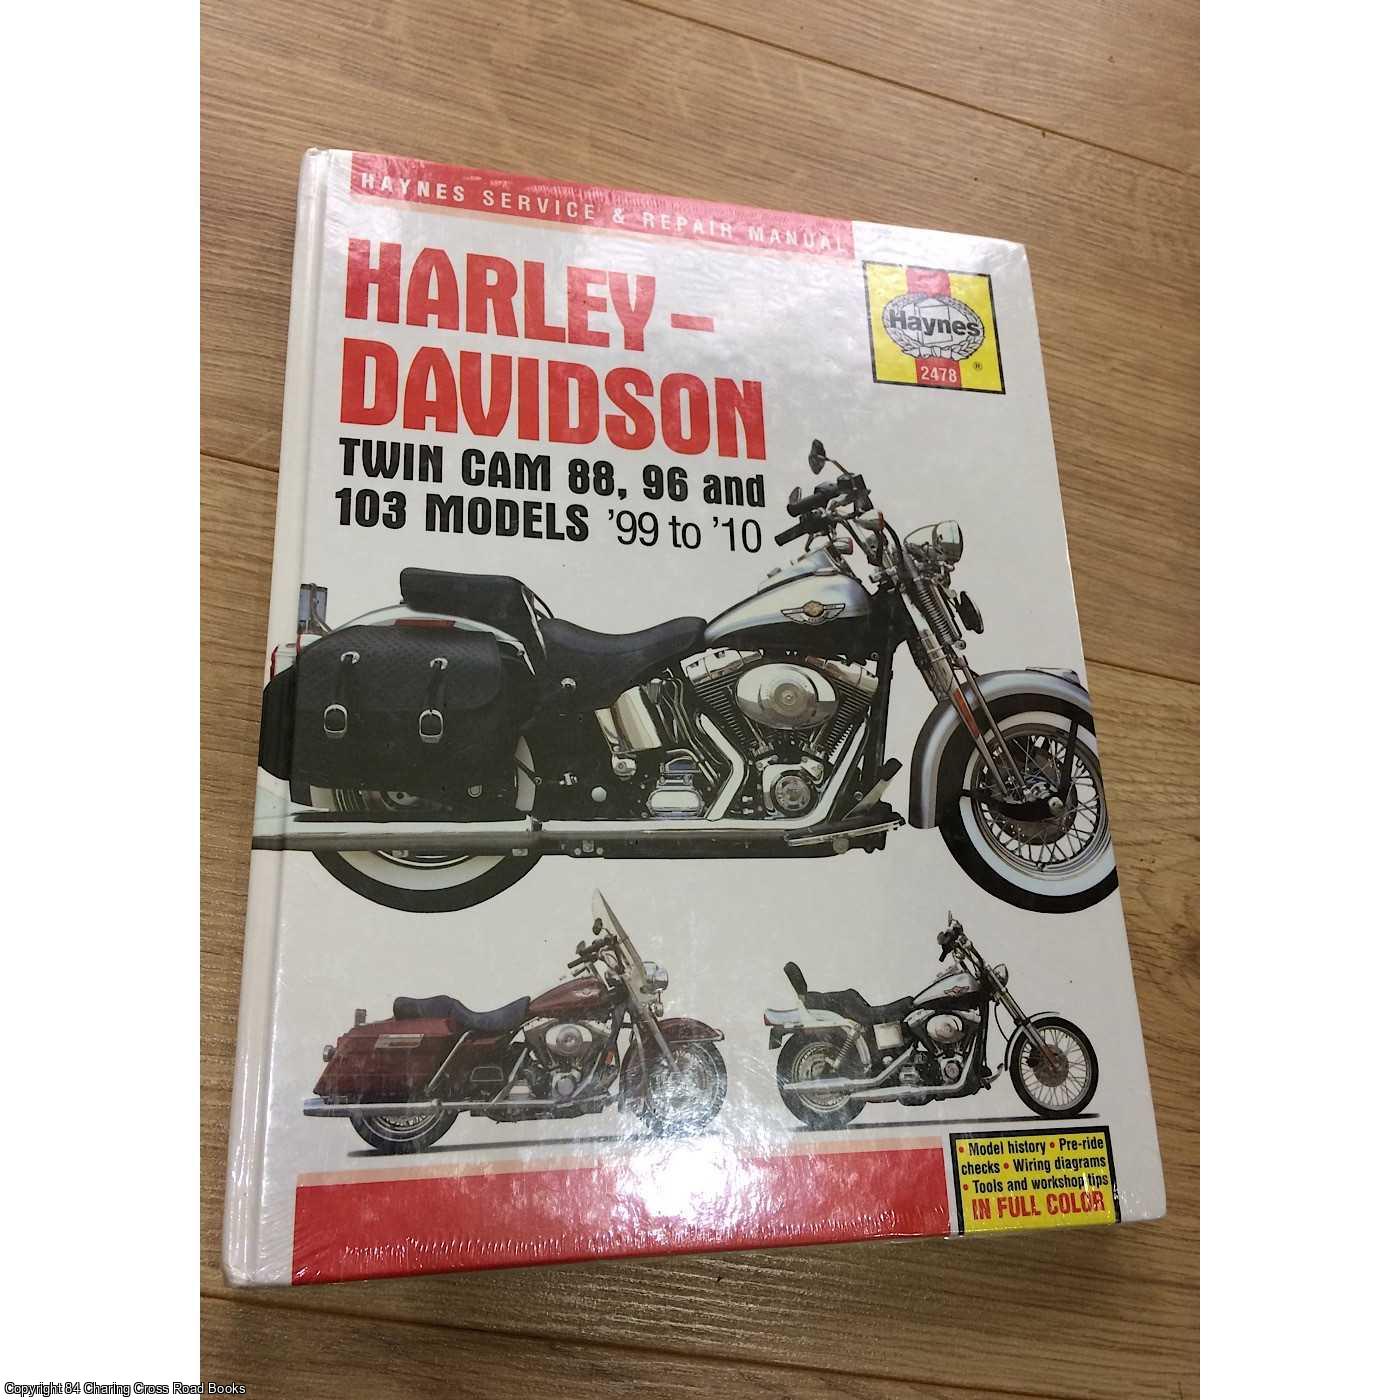 HAYNES SERVICE & REPAIR MANUAL
HARLEY-
DAVIDSON
TWIN CAM 88, 96 and
103 MODELS '99 to '10
Haynes
®
2478
• Model history • Pre-ride
checks • Wiring diagrams
• Tools and workshop tips
IN FULL COLOR
Copyright 84 Charing Cross Road Books